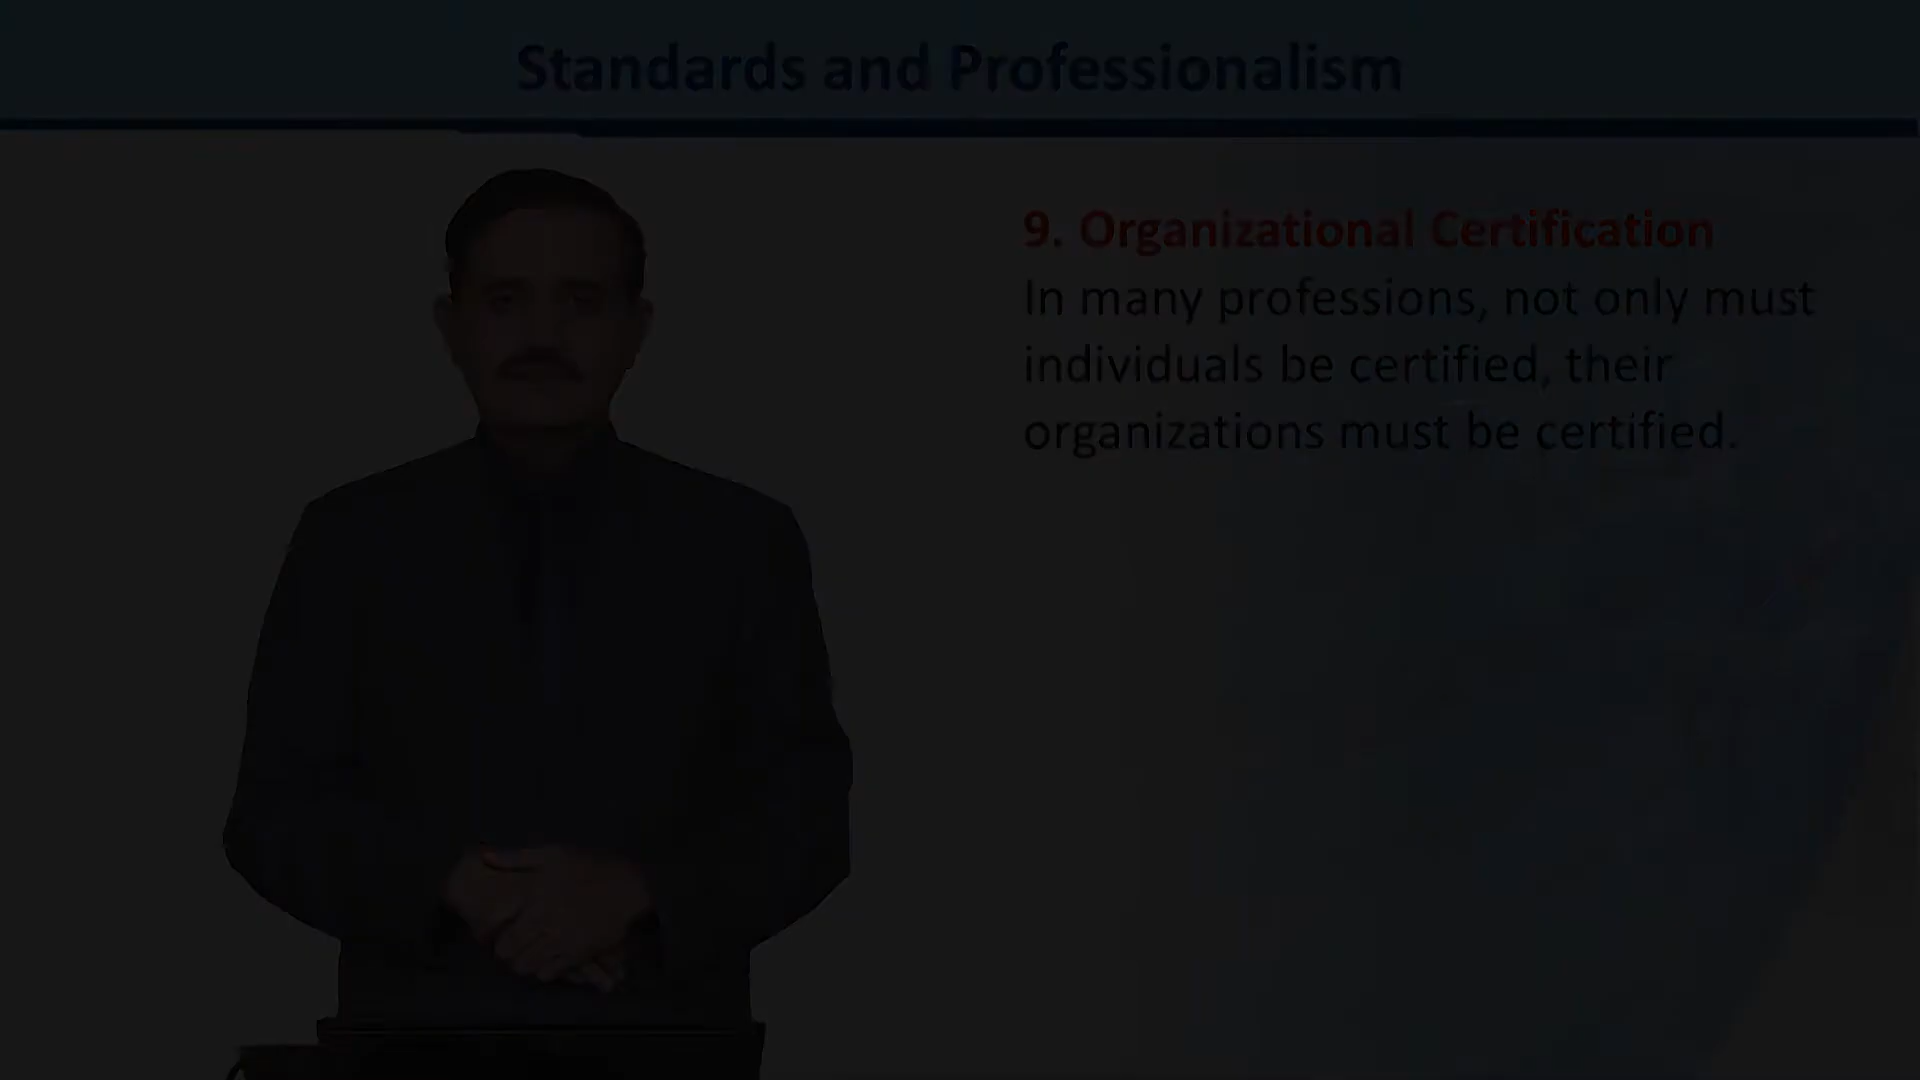 Standards and Professionalism
9. Organizational Certification
In many professions, not only must
individuals be certified, their
organizations must be certified.